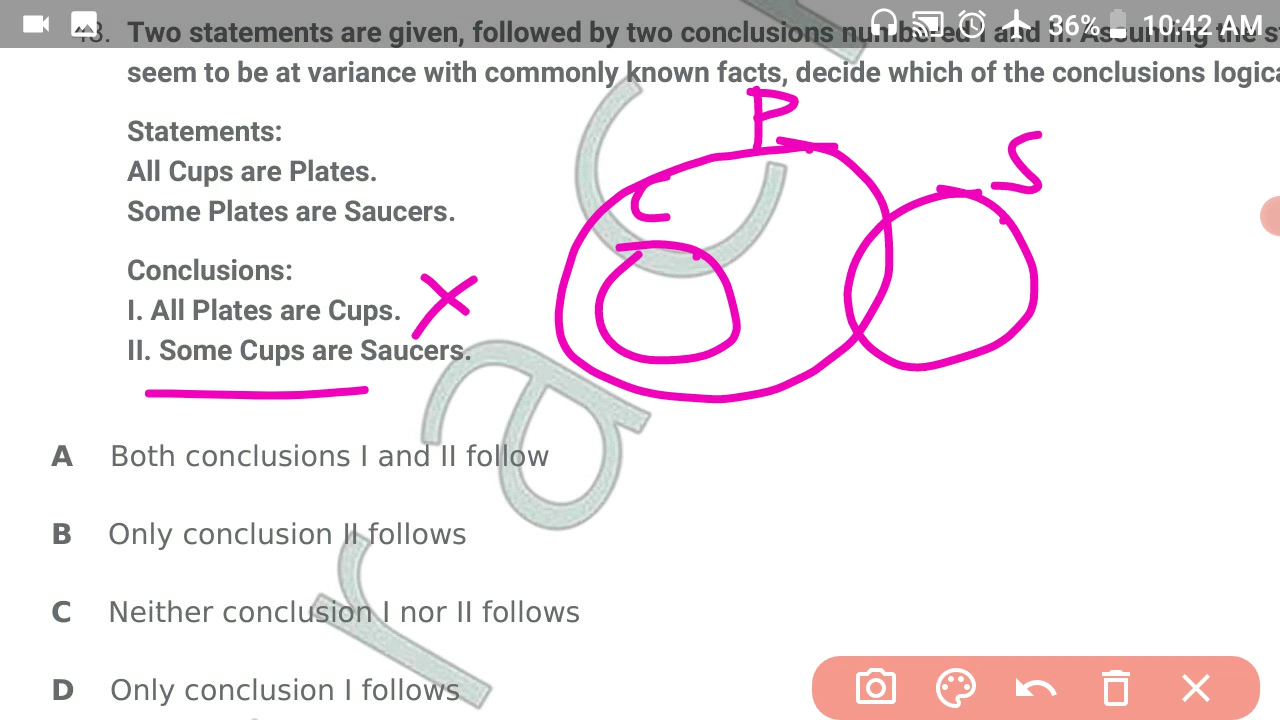 36% 10:42 AM
Two statements are given, followed by two conclusions numbered I and II. Assuming the
seem to be at variance with commonly known facts, decide which of the conclusions
Statements:
All Cups are Plates.
Some Plates are Saucers.
Conclusions:
I. All Plates are Cups.
II. Some Cups are Saucers.
P
S
C
A Both conclusions I and II follow
B Only conclusion II follows
C Neither conclusion I nor II follows
D Only conclusion I follows